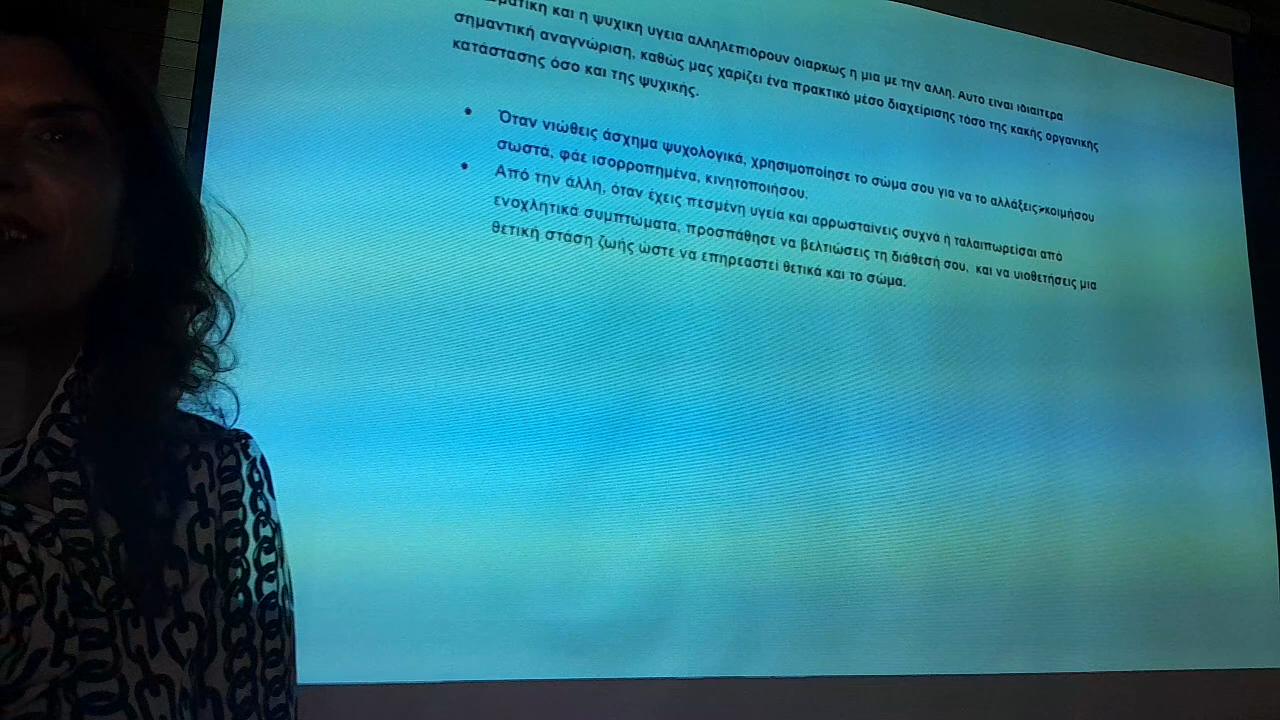 και η ψυχική υγεία αλληλεπιδρούν διαρκώς η μια με την άλλη. Αυτό είναι ιδιαίτερα
σημαντική αναγνώριση, καθώς μας χαρίζει ένα πρακτικό μέσο διαχείρισης τόσο της κακής οργανικής
κατάστασης όσο και της ψυχικής.
• Όταν νιώθεις άσχημα ψυχολογικά, χρησιμοποίησε το σώμα σου για να το αλλάξεις>κοιμήσου
σωστά, φάε ισορροπημένα, κινητοποιήσου.
• Από την άλλη, όταν έχεις πεσμένη υγεία και αρρωσταίνεις συχνά ή ταλαιπωρείσαι από
ενοχλητικά συμπτώματα, προσπάθησε να βελτιώσεις τη διάθεσή σου, και να υιοθετήσεις μια
θετική στάση ζωής ώστε να επηρεαστεί θετικά και το σώμα.